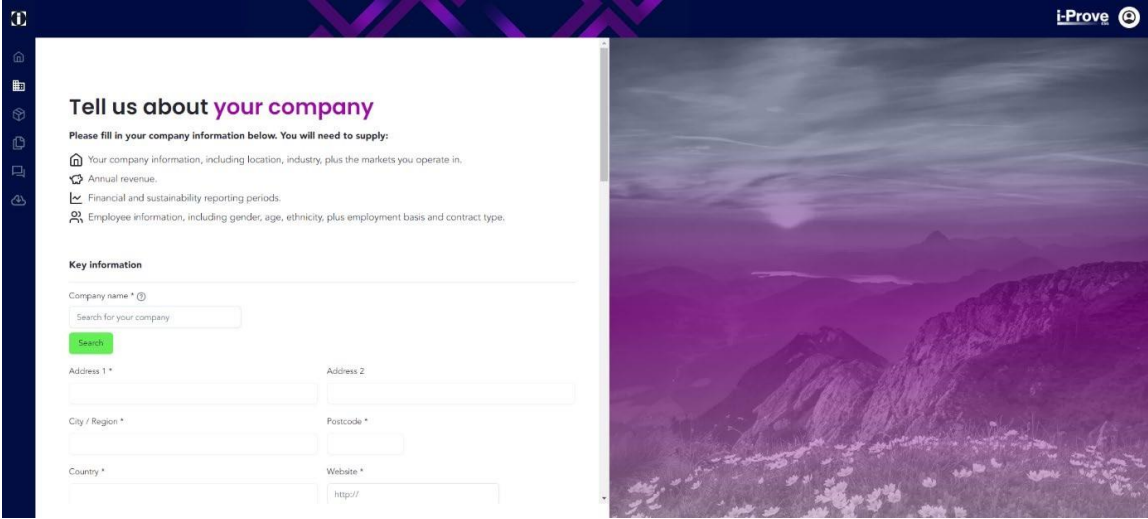 i-Prove
Tell us about your company
Please fill in your company information below. You will need to supply:
Your company information, including location, industry, plus the markets you operate in.
Annual revenue.
Financial and sustainability reporting periods.
Employee information, including gender, age, ethnicity, plus employment basis and contract type.
Key information
Company name * ?
Search for your company
Search
Address 1 *
Address 2
City / Region *
Postcode *
Country *
Website *
http://